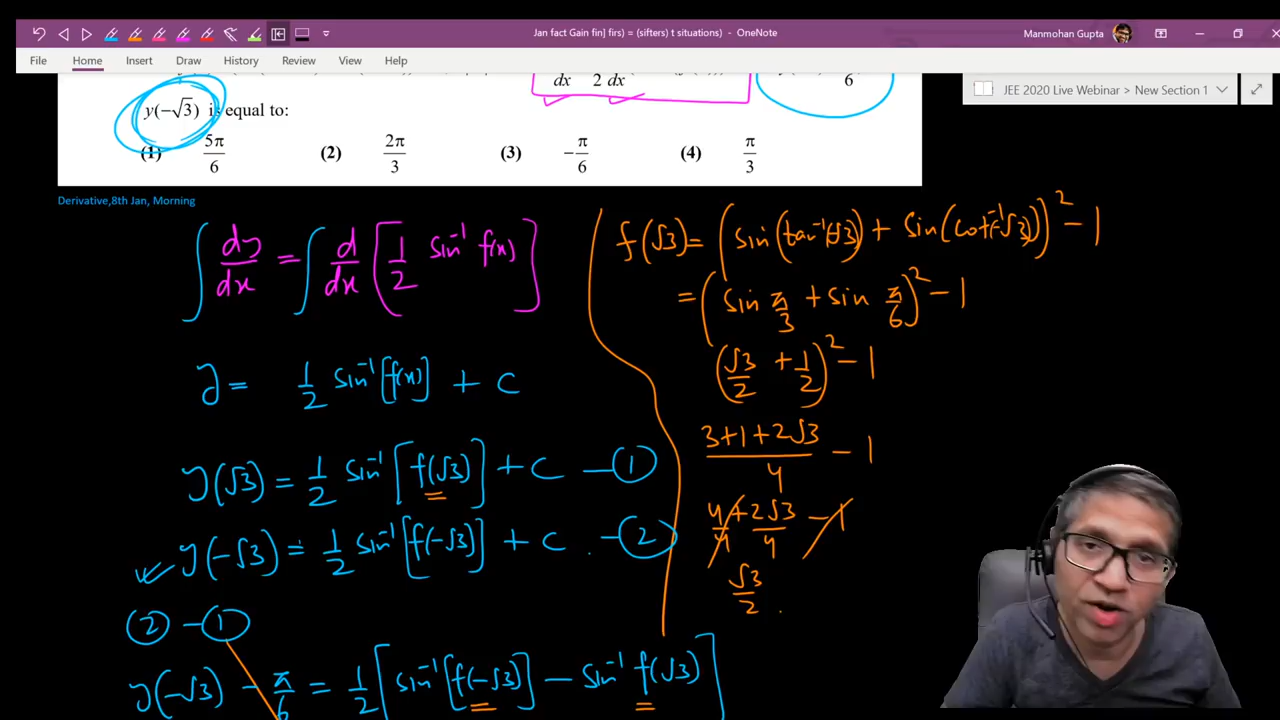 Jan fact Gain fin] firs) = (sifters) t situations) - OneNote
Manmohan Gupta
File Home Insert Draw History Review View Help
JEE 2020 Live Webinar > New Section 1
dx 2 dx
6
y(−√3) is equal to:
(1) 5π/6 (2) 2π/3 (3) −π/6 (4) π/3
Derivative,8th Jan, Morning
∫ dy/dx = ∫ d/dx [1/2 sin⁻¹ f(x)]
y = 1/2 sin⁻¹[f(x)] + C
y(√3) = 1/2 sin⁻¹[f(√3)] + C — ①
y(−√3) = 1/2 sin⁻¹[f(−√3)] + C . — ②
② — ①
y(−√3) − π/6 = 1/2 [sin⁻¹[f(−√3)] − sin⁻¹ f(√3)]
f(√3) = (sin(tan⁻¹(√3)) + sin(cot⁻¹(√3)))² − 1
= (sin π/3 + sin π/6)² − 1
(√3/2 + 1/2)² − 1
3+1+2√3/4 − 1
4/4 + 2√3/4 − 1
√3/2 .